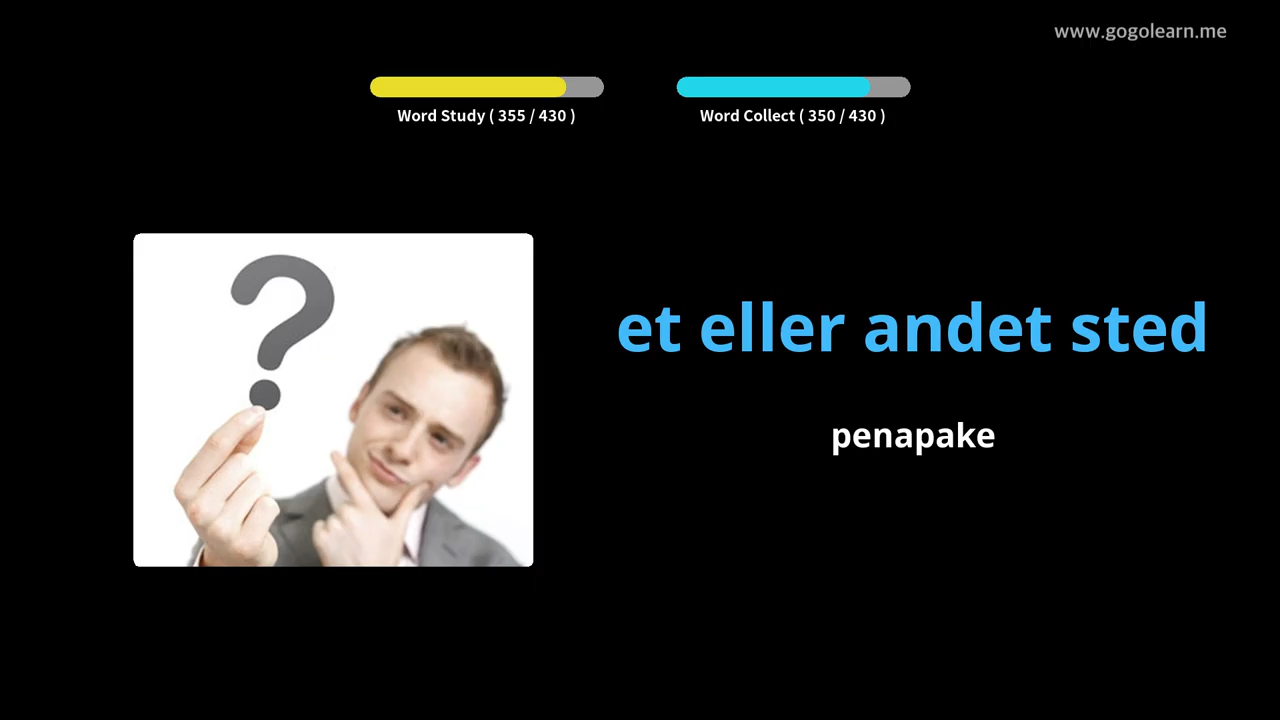 www.gogolearn.me
Word Study ( 355 / 430 )
Word Collect ( 350 / 430 )
et eller andet sted
penapake